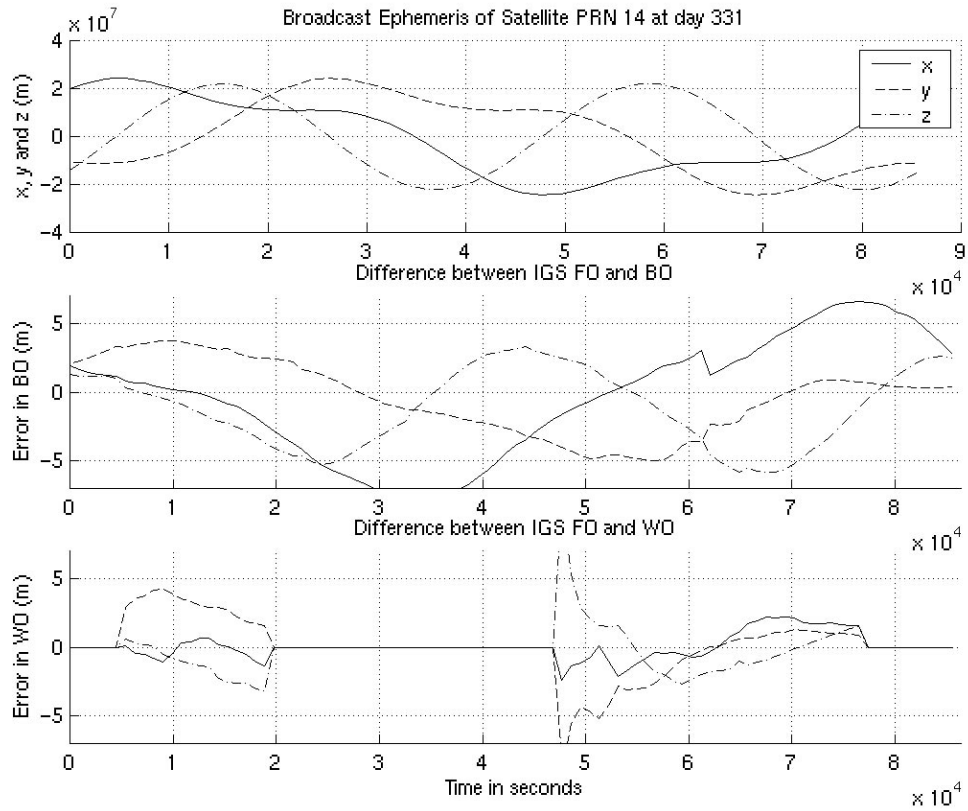 Broadcast Ephemeris of Satellite PRN 14 at day 331
x 10^7
4
2
0
-2
-4
x, y and z (m)
x
y
z
0 1 2 3 4 5 6 7 8 9
x 10^4
Difference between IGS FO and BO
5
0
-5
Error in BO (m)
0 1 2 3 4 5 6 7 8
x 10^4
Difference between IGS FO and WO
5
0
-5
Error in WO (m)
0 1 2 3 4 5 6 7 8
x 10^4
Time in seconds